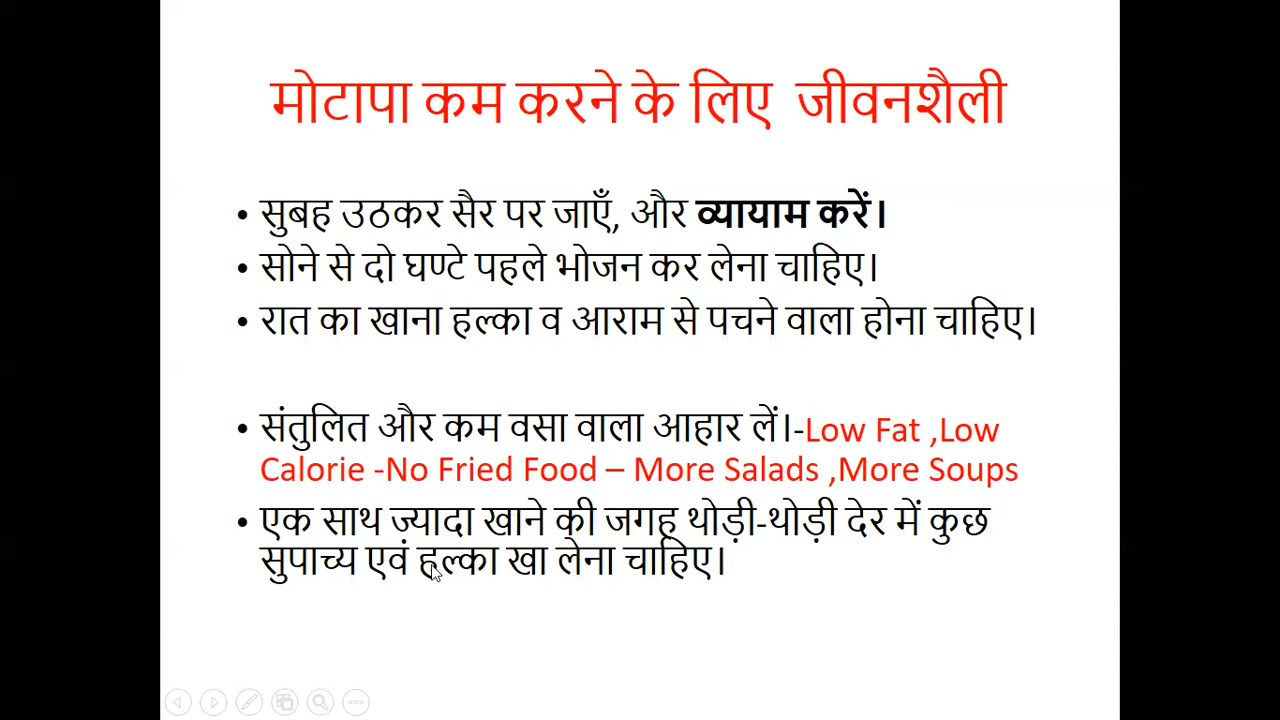 मोटापा कम करने के लिए जीवनशैली
• सुबह उठकर सैर पर जाएँ, और व्यायाम करें।
• सोने से दो घण्टे पहले भोजन कर लेना चाहिए।
• रात का खाना हल्का व आराम से पचने वाला होना चाहिए।
• संतुलित और कम वसा वाला आहार लें।-Low Fat ,Low
Calorie -No Fried Food – More Salads ,More Soups
• एक साथ ज्यादा खाने की जगह थोड़ी-थोड़ी देर में कुछ
सुपाच्य एवं हल्का खा लेना चाहिए।